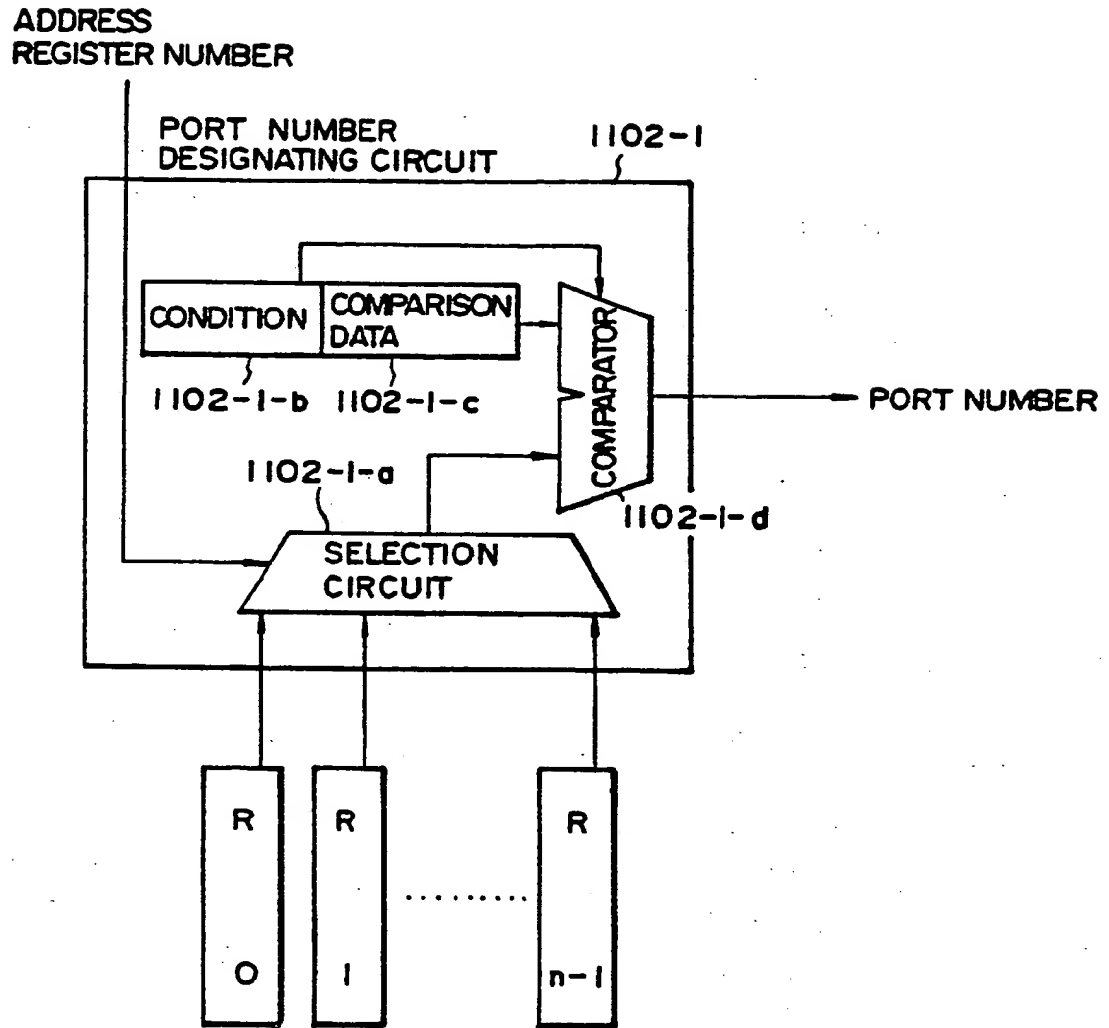 ADDRESS
REGISTER NUMBER
PORT NUMBER
DESIGNATING CIRCUIT
1102-1
CONDITION
COMPARISON
DATA
COMPARATOR
1102-1-b
1102-1-c
PORT NUMBER
1102-1-a
1102-1-d
SELECTION
CIRCUIT
R
0
R
1
.........
R
n-1